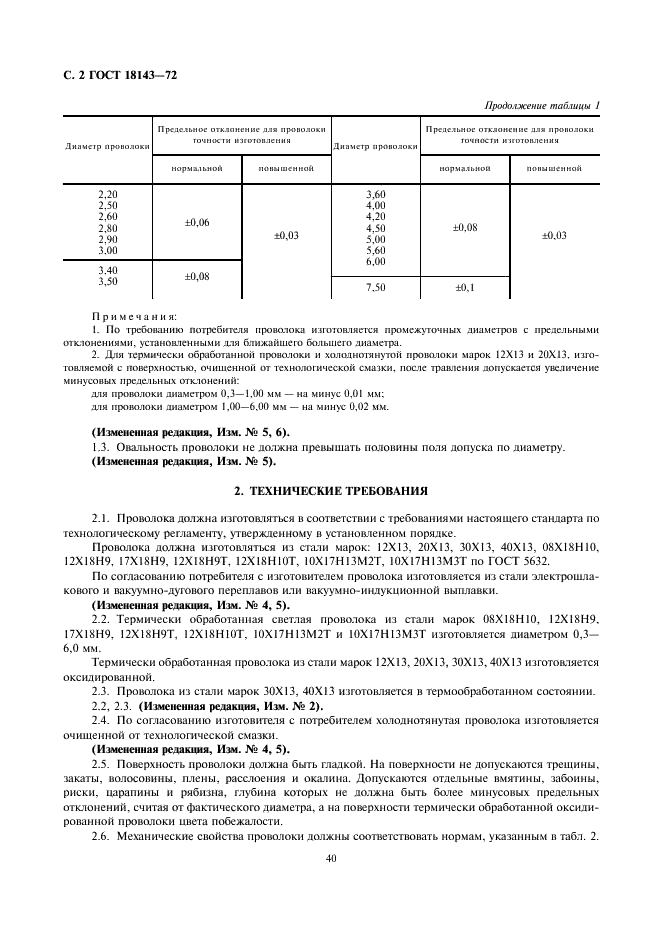 С. 2 ГОСТ 18143—72
Продолжение таблицы 1
Диаметр проволоки
Предельное отклонение для проволоки
точности изготовления
Диаметр проволоки
Предельное отклонение для проволоки
точности изготовления
нормальной
повышенной
нормальной
повышенной
2,20
2,50
2,60
2,80
2,90
3,00
±0,06
3,40
3,50
±0,08
±0,03
3,60
4,00
4,20
4,50
5,00
5,60
6,00
±0,08
7,50
±0,1
±0,03
Примечания:
1. По требованию потребителя проволока изготовляется промежуточных диаметров с предельными
отклонениями, установленными для ближайшего большего диаметра.
2. Для термически обработанной проволоки и холоднотянутой проволоки марок 12Х13 и 20Х13, изго-
товляемой с поверхностью, очищенной от технологической смазки, после травления допускается увеличение
минусовых предельных отклонений:
для проволоки диаметром 0,3—1,00 мм — на минус 0,01 мм;
для проволоки диаметром 1,00—6,00 мм — на минус 0,02 мм.
(Измененная редакция, Изм. № 5, 6).
1.3. Овальность проволоки не должна превышать половины поля допуска по диаметру.
(Измененная редакция, Изм. № 5).
2. ТЕХНИЧЕСКИЕ ТРЕБОВАНИЯ
2.1. Проволока должна изготовляться в соответствии с требованиями настоящего стандарта по
технологическому регламенту, утвержденному в установленном порядке.
Проволока должна изготовляться из стали марок: 12Х13, 20Х13, 30Х13, 40Х13, 08Х18Н10,
12Х18Н9, 17Х18Н9, 12Х18Н9Т, 12Х18Н10Т, 10Х17Н13М2Т, 10Х17Н13М3Т по ГОСТ 5632.
По согласованию потребителя с изготовителем проволока изготовляется из стали электрошла-
кового и вакуумно-дугового переплавов или вакуумно-индукционной выплавки.
(Измененная редакция, Изм. № 4, 5).
2.2. Термически обработанная светлая проволока из стали марок 08Х18Н10, 12Х18Н9,
17Х18Н9, 12Х18Н9Т, 12Х18Н10Т, 10Х17Н13М2Т и 10Х17Н13М3Т изготовляется диаметром 0,3—
6,0 мм.
Термически обработанная проволока из стали марок 12Х13, 20Х13, 30Х13, 40Х13 изготовляется
оксидированной.
2.3. Проволока из стали марок 30Х13, 40Х13 изготовляется в термообработанном состоянии.
2.2, 2.3. (Измененная редакция, Изм. № 2).
2.4. По согласованию изготовителя с потребителем холоднотянутая проволока изготовляется
очищенной от технологической смазки.
(Измененная редакция, Изм. № 4, 5).
2.5. Поверхность проволоки должна быть гладкой. На поверхности не допускаются трещины,
закаты, волосовины, плены, расслоения и окалина. Допускаются отдельные вмятины, забоины,
риски, царапины и рябизна, глубина которых не должна быть более минусовых предельных
отклонений, считая от фактического диаметра, а на поверхности термически обработанной оксиди-
рованной проволоки цвета побежалости.
2.6. Механические свойства проволоки должны соответствовать нормам, указанным в табл. 2.
40